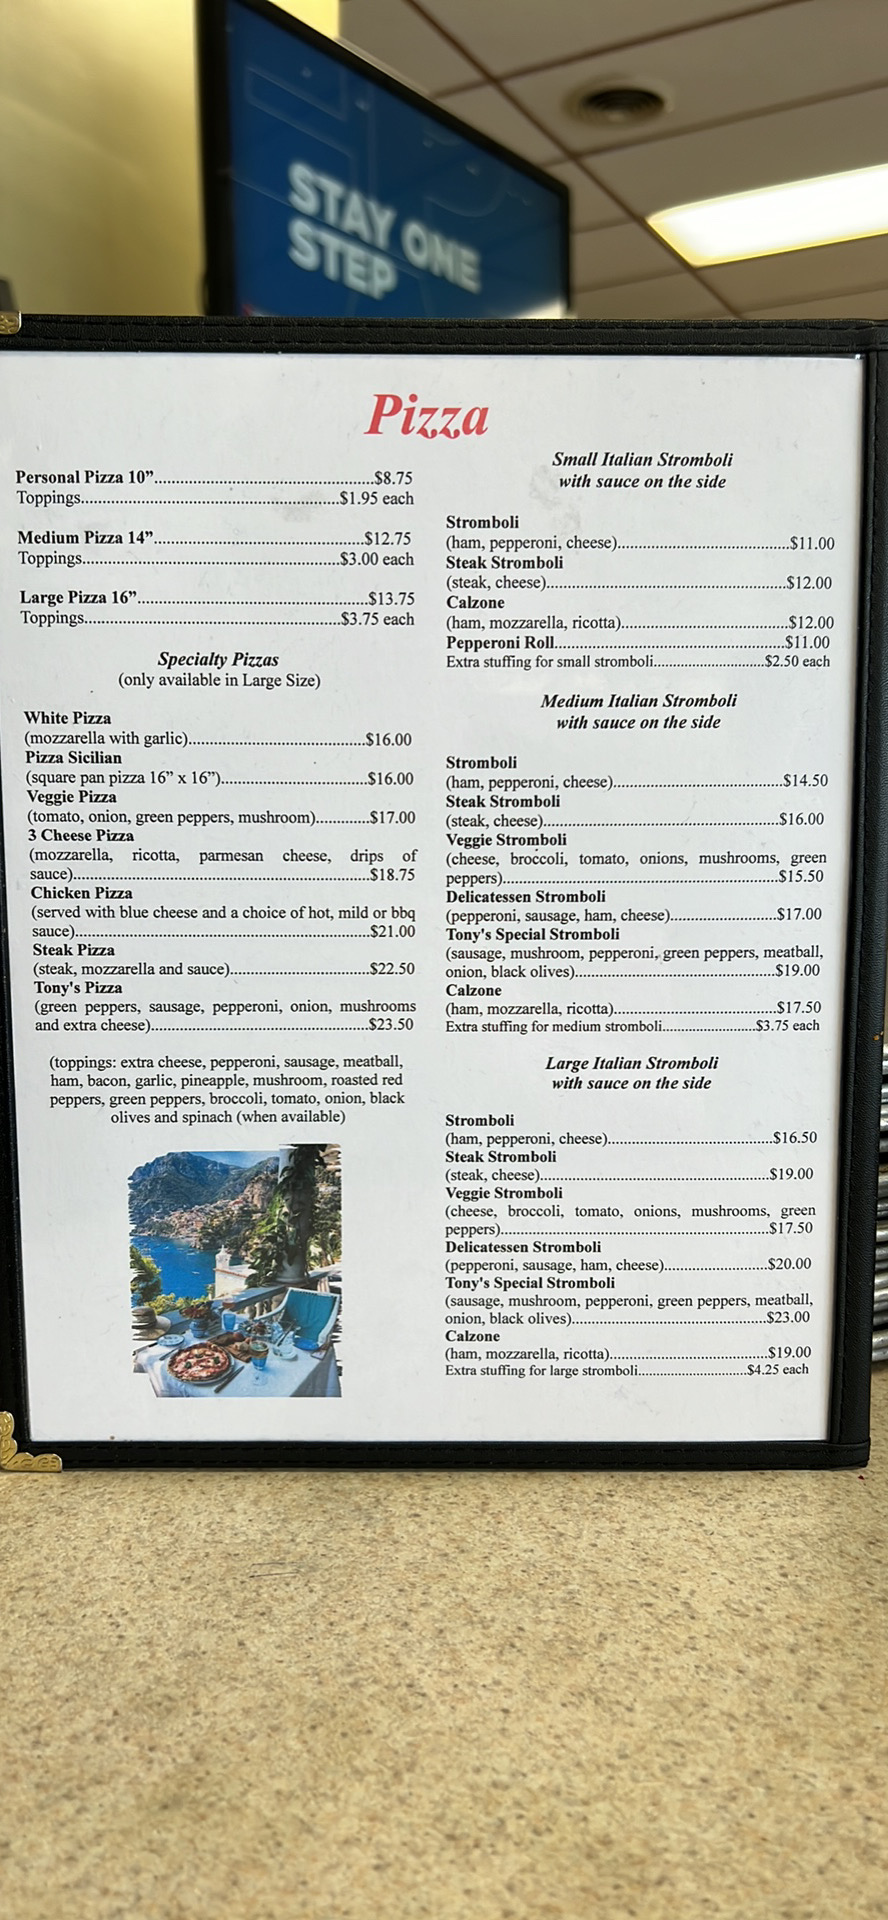 STAY ONE
STEP
Pizza
Personal Pizza 10”..................................................$8.75
Toppings..........................................................$1.95 each
Medium Pizza 14”................................................$12.75
Toppings..........................................................$3.00 each
Large Pizza 16”....................................................$13.75
Toppings..........................................................$3.75 each
Specialty Pizzas
(only available in Large Size)
White Pizza
(mozzarella with garlic)........................................$16.00
Pizza Sicilian
(square pan pizza 16” x 16”).................................$16.00
Veggie Pizza
(tomato, onion, green peppers, mushroom)............$17.00
3 Cheese Pizza
(mozzarella, ricotta, parmesan cheese, drips of
sauce)...................................................................$18.75
Chicken Pizza
(served with blue cheese and a choice of hot, mild or bbq
sauce)...................................................................$21.00
Steak Pizza
(steak, mozzarella and sauce)...............................$22.50
Tony's Pizza
(green peppers, sausage, pepperoni, onion, mushrooms
and extra cheese).................................................$23.50
(toppings: extra cheese, pepperoni, sausage, meatball,
ham, bacon, garlic, pineapple, mushroom, roasted red
peppers, green peppers, broccoli, tomato, onion, black
olives and spinach (when available)
Small Italian Stromboli
with sauce on the side
Stromboli
(ham, pepperoni, cheese).......................................$11.00
Steak Stromboli
(steak, cheese)......................................................$12.00
Calzone
(ham, mozzarella, ricotta)......................................$12.00
Pepperoni Roll....................................................$11.00
Extra stuffing for small stromboli..........................$2.50 each
Medium Italian Stromboli
with sauce on the side
Stromboli
(ham, pepperoni, cheese).......................................$14.50
Steak Stromboli
(steak, cheese)......................................................$16.00
Veggie Stromboli
(cheese, broccoli, tomato, onions, mushrooms, green
peppers)...............................................................$15.50
Delicatessen Stromboli
(pepperoni, sausage, ham, cheese)........................$17.00
Tony's Special Stromboli
(sausage, mushroom, pepperoni, green peppers, meatball,
onion, black olives)..............................................$19.00
Calzone
(ham, mozzarella, ricotta)......................................$17.50
Extra stuffing for medium stromboli......................$3.75 each
Large Italian Stromboli
with sauce on the side
Stromboli
(ham, pepperoni, cheese)......................................$16.50
Steak Stromboli
(steak, cheese).....................................................$19.00
Veggie Stromboli
(cheese, broccoli, tomato, onions, mushrooms, green
peppers)..............................................................$17.50
Delicatessen Stromboli
(pepperoni, sausage, ham, cheese)........................$20.00
Tony's Special Stromboli
(sausage, mushroom, pepperoni, green peppers, meatball,
onion, black olives).............................................$23.00
Calzone
(ham, mozzarella, ricotta).....................................$19.00
Extra stuffing for large stromboli..........................$4.25 each